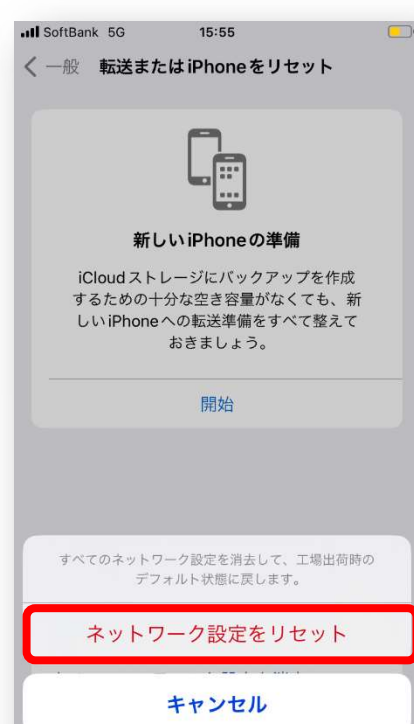 SoftBank 5G 15:55
一般 転送またはiPhoneをリセット
新しいiPhoneの準備
iCloudストレージにバックアップを作成
するための十分な空き容量がなくても、新
しいiPhoneへの転送準備をすべて整えて
おきましょう。
開始
すべてのネットワーク設定を消去して、工場出荷時の
デフォルト状態に戻します。
ネットワーク設定をリセット
キャンセル